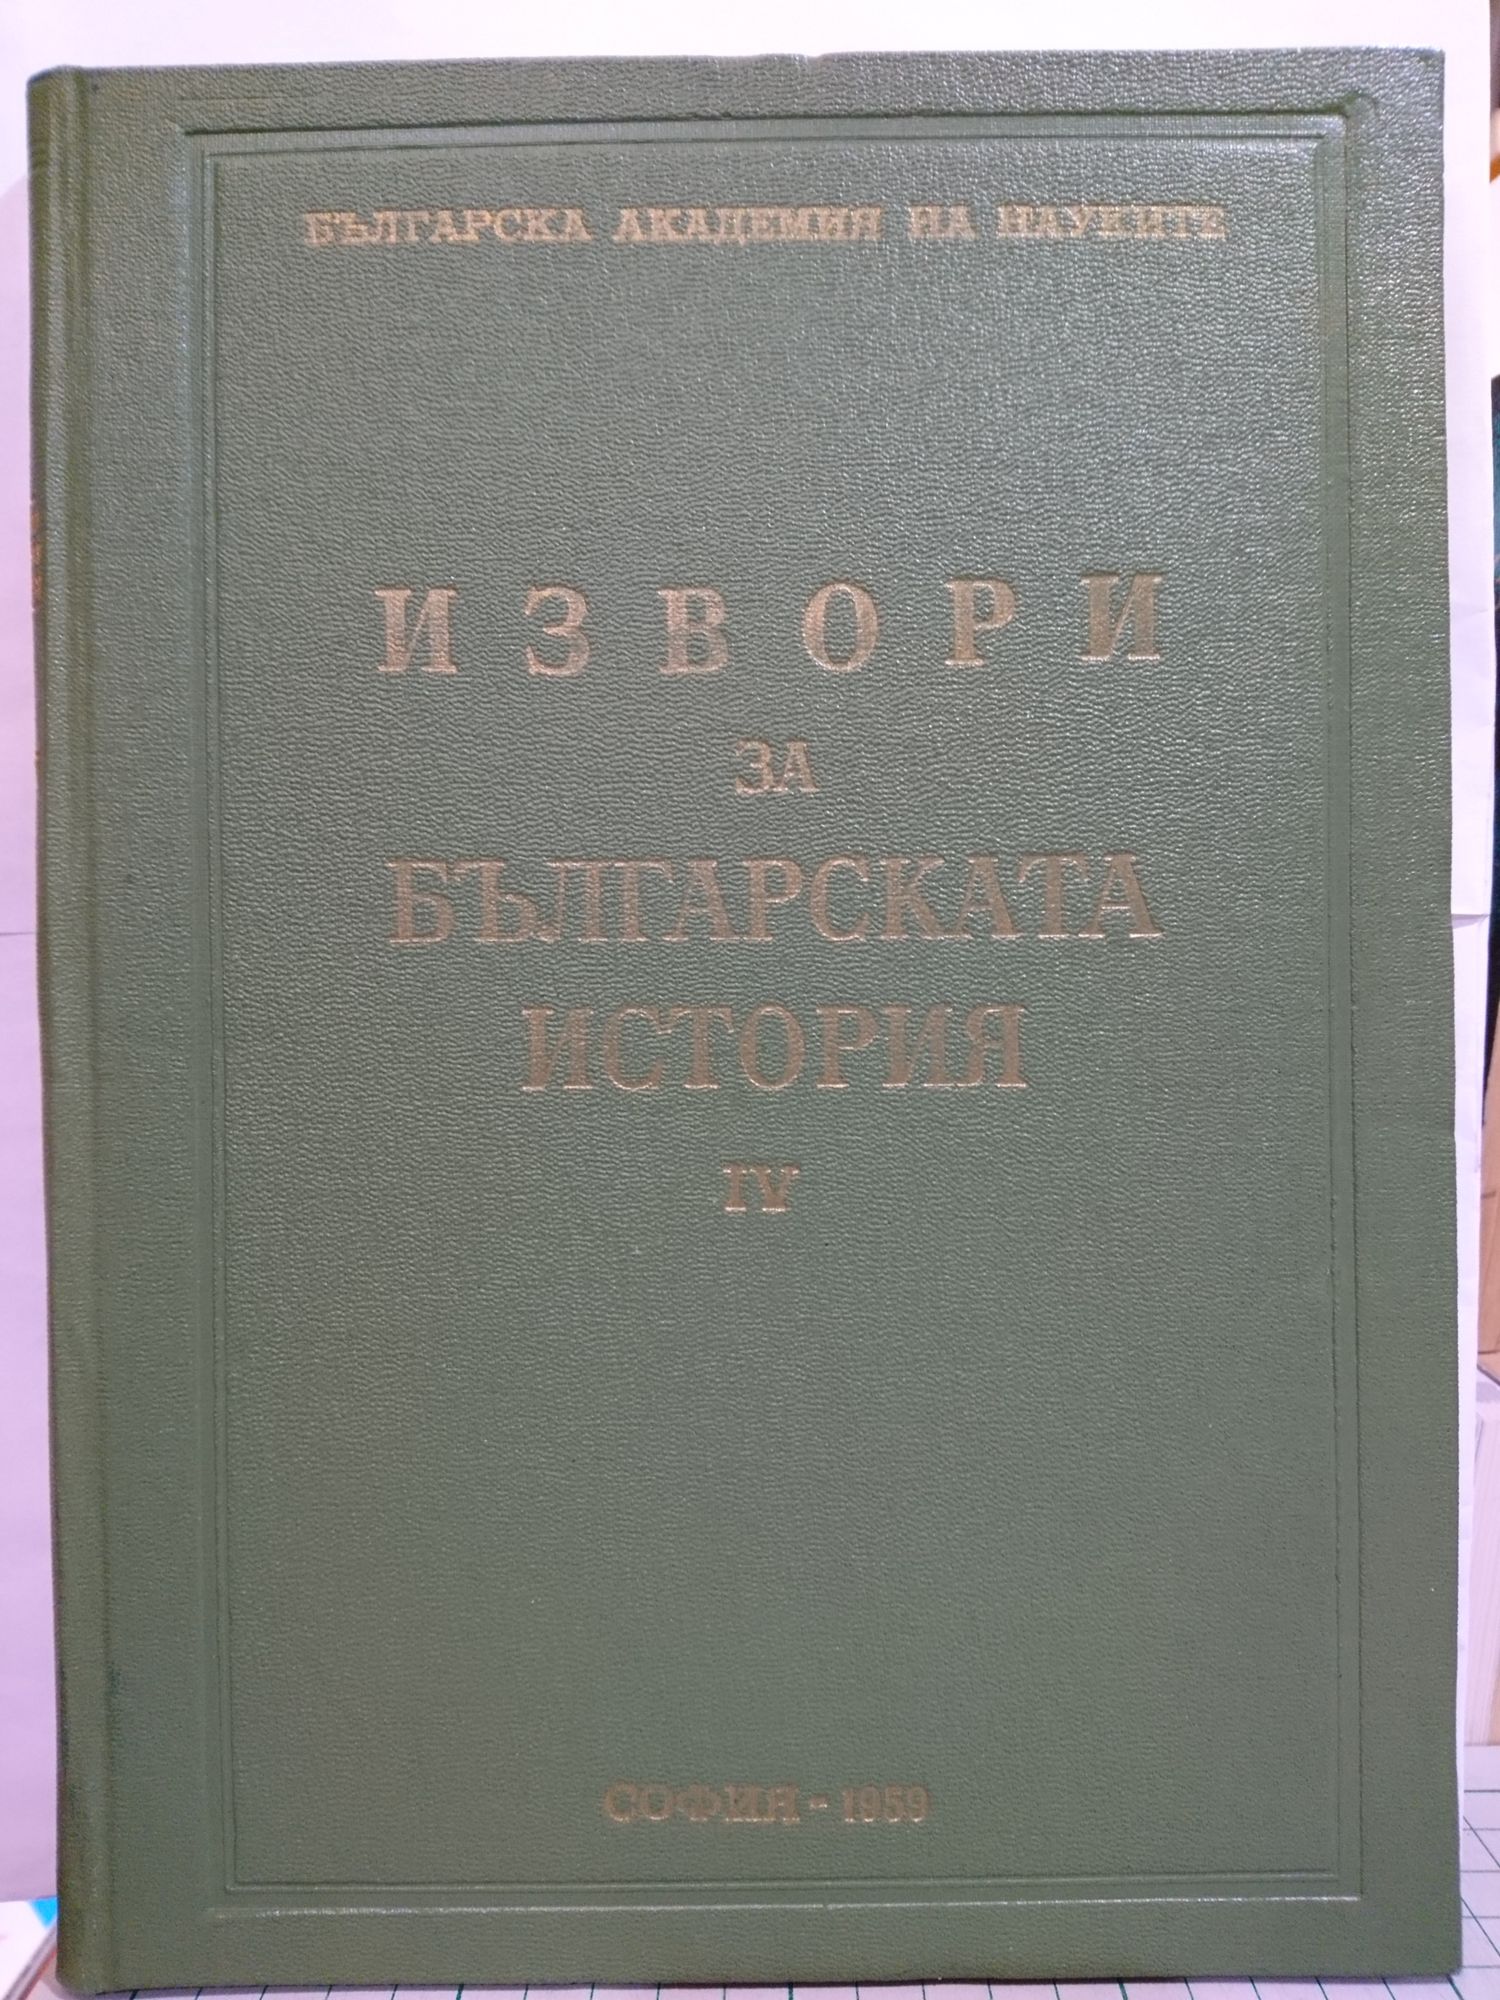 БЪЛГАРСКА АКАДЕМИЯ НА НАУКИТЕ
ИЗВОРИ
ЗА
БЪЛГАРСКАТА
ИСТОРИЯ
IV
СОФИЯ - 1959